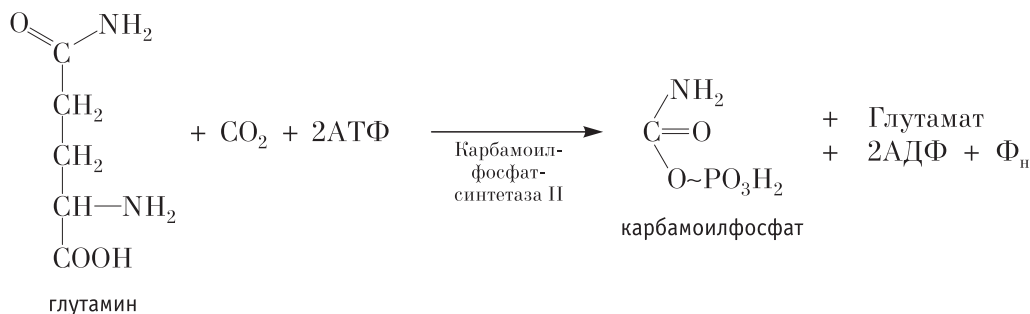 O NH₂
C
CH₂
CH₂
CH—NH₂
COOH
глутамин
+ CO₂ + 2АТФ
Карбамоил-
фосфат-
синтетаза II
NH₂
C=O
O~PO₃H₂
карбамоилфосфат
+ Глутамат
+ 2АДФ + Фн